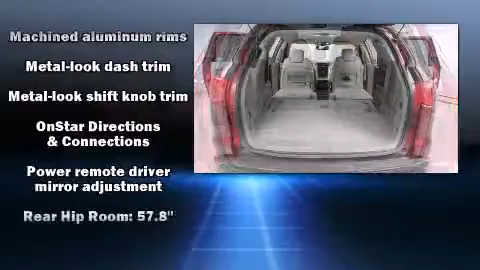 Machined aluminum rims
Metal-look dash trim
Metal-look shift knob trim
OnStar Directions
& Connections
Power remote driver
mirror adjustment
Rear Hip Room: 57.8"